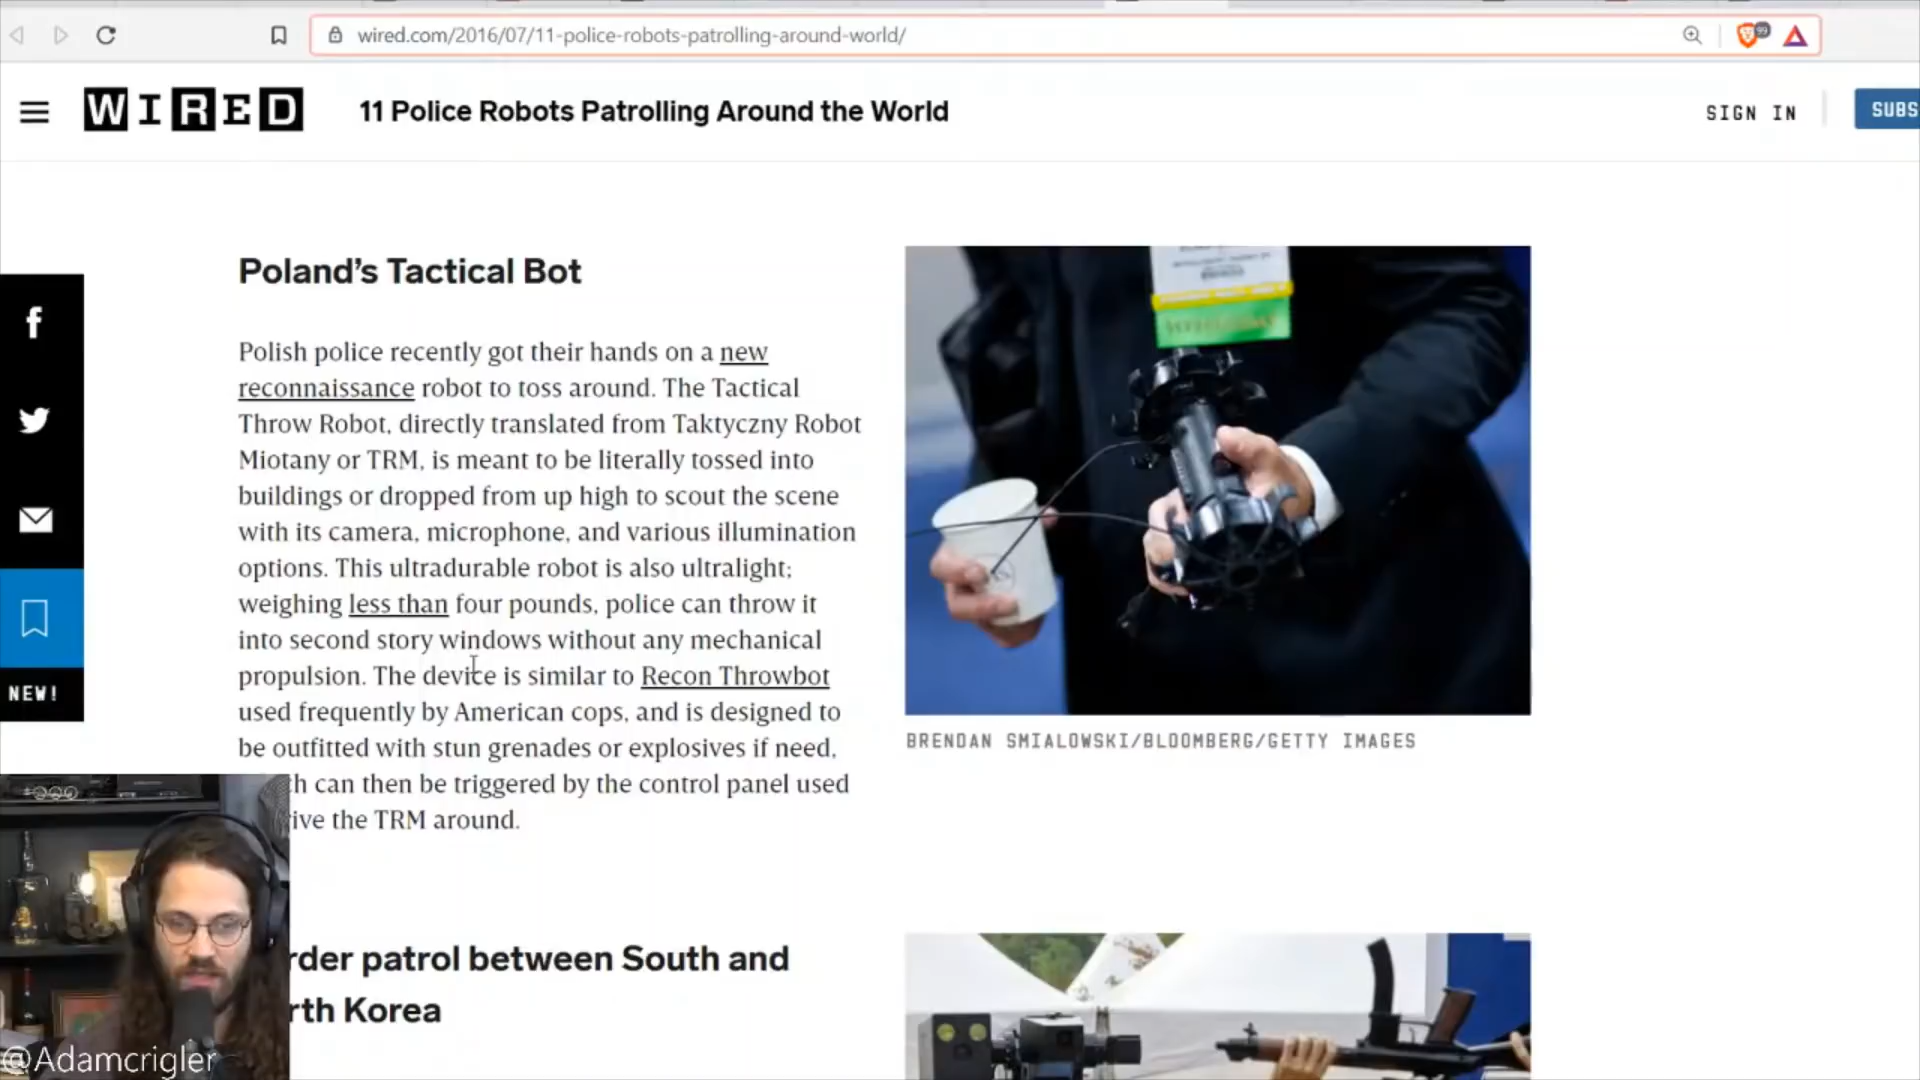 wired.com/2016/07/11-police-robots-patrolling-around-world/
99
WIRED
11 Police Robots Patrolling Around the World
SIGN IN
SUBS
Poland's Tactical Bot
Polish police recently got their hands on a new
reconnaissance robot to toss around. The Tactical
Throw Robot, directly translated from Taktyczny Robot
Miotany or TRM, is meant to be literally tossed into
buildings or dropped from up high to scout the scene
with its camera, microphone, and various illumination
options. This ultradurable robot is also ultralight;
weighing less than four pounds, police can throw it
into second story windows without any mechanical
propulsion. The device is similar to Recon Throwbot
used frequently by American cops, and is designed to
be outfitted with stun grenades or explosives if need,
ch can then be triggered by the control panel used
ive the TRM around.
BRENDAN SMIALOWSKI/BLOOMBERG/GETTY IMAGES
NEW!
rder patrol between South and
rth Korea
@Adamcrigler